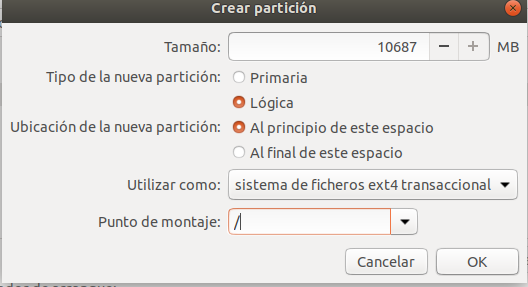 Crear partición
Tamaño: 10687 − + MB
Tipo de la nueva partición: Primaria
Lógica
Ubicación de la nueva partición: Al principio de este espacio
Al final de este espacio
Utilizar como: sistema de ficheros ext4 transaccional
Punto de montaje: /
Cancelar OK